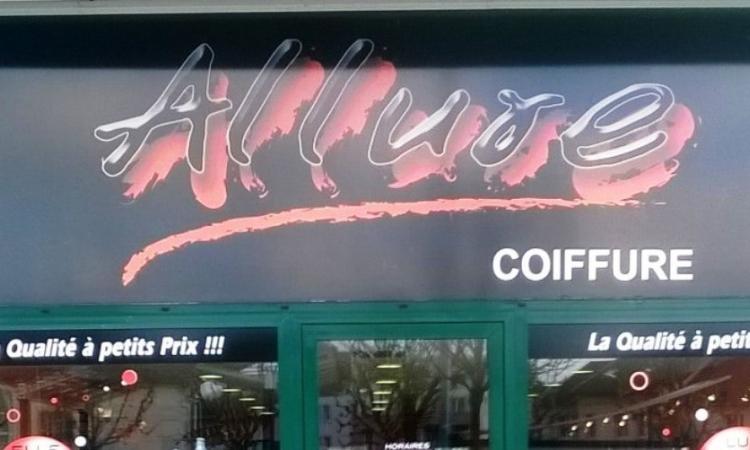 Allure
COIFFURE
Qualité à petits Prix !!!
La Qualité à petit
HORAIRES